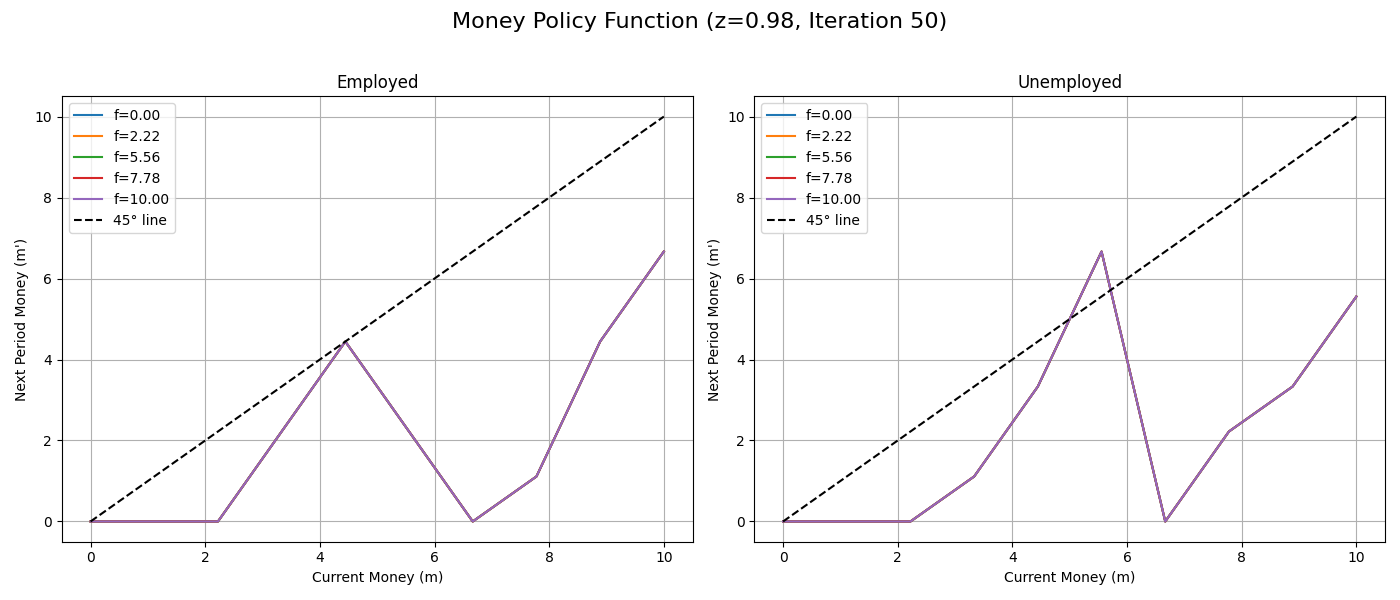 Money Policy Function (z=0.98, Iteration 50)
Employed
f=0.00
f=2.22
f=5.56
f=7.78
f=10.00
45° line
10
8
6
4
2
0
Next Period Money (m')
0 2 4 6 8 10
Current Money (m)
Unemployed
f=0.00
f=2.22
f=5.56
f=7.78
f=10.00
45° line
10
8
6
4
2
0
Next Period Money (m')
0 2 4 6 8 10
Current Money (m)